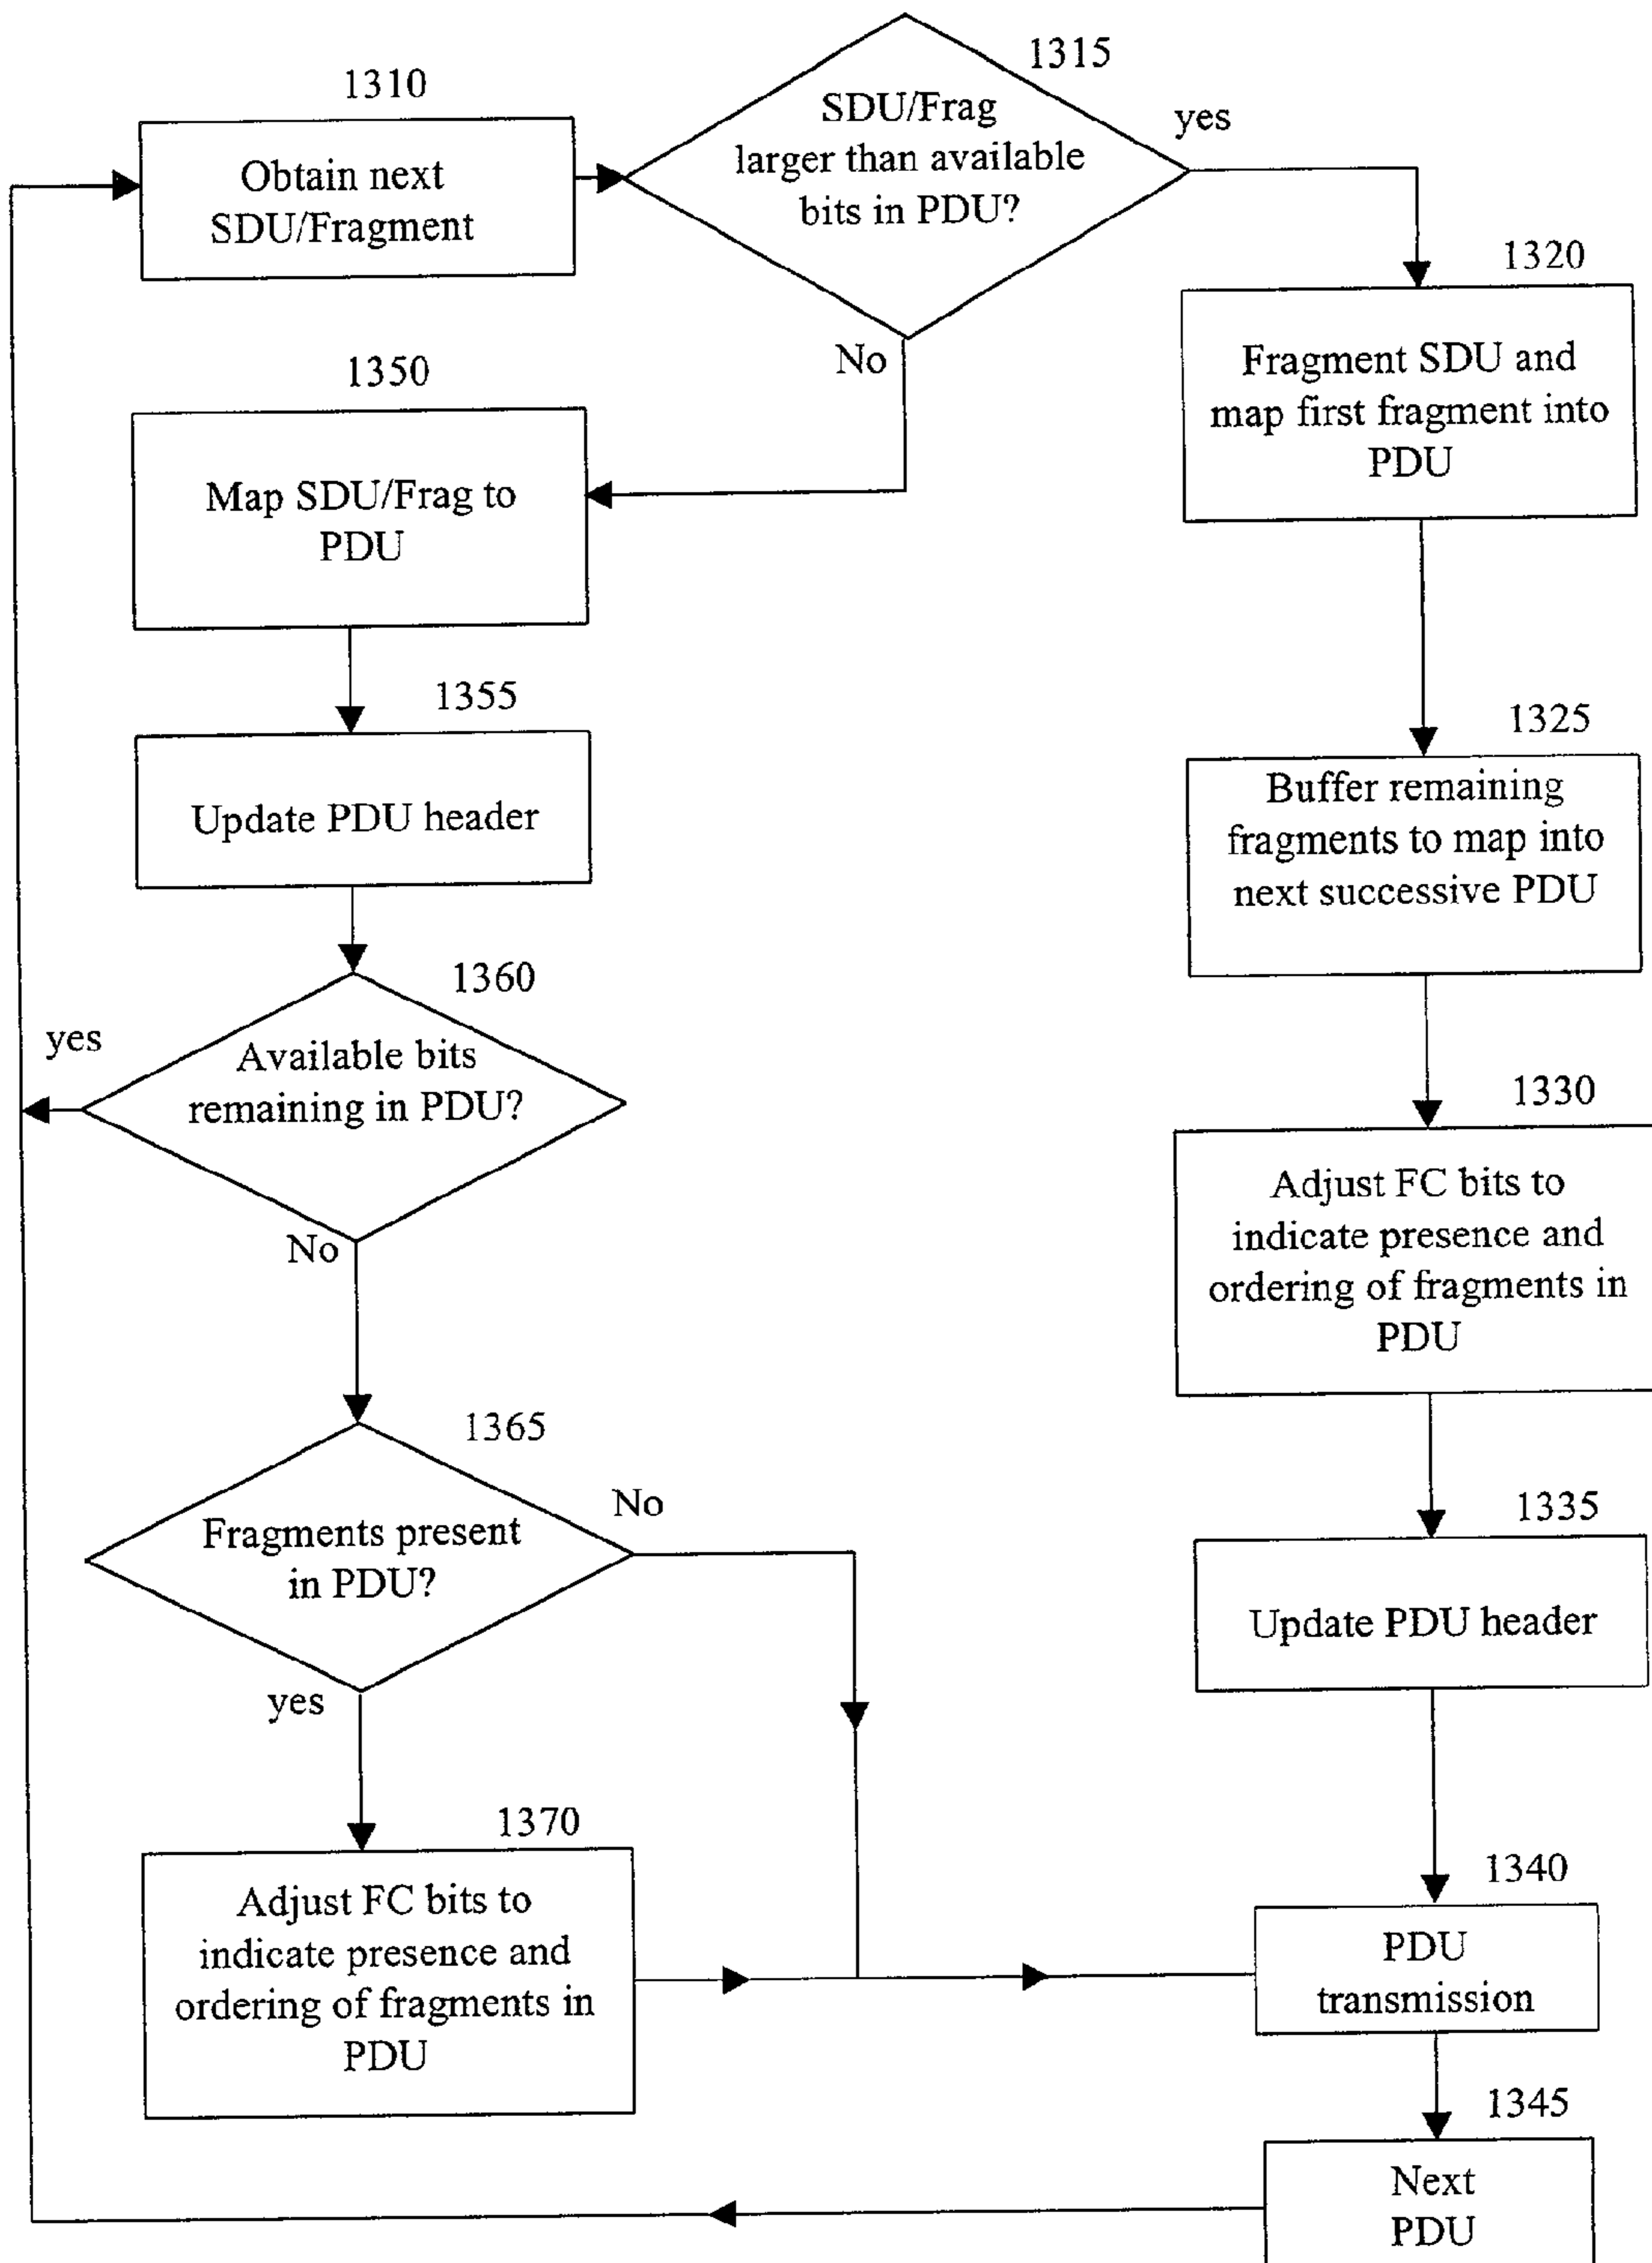 1310
Obtain next
SDU/Fragment
1315
SDU/Frag
larger than available
bits in PDU?
yes
No
1320
Fragment SDU and
map first fragment into
PDU
1325
Buffer remaining
fragments to map into
next successive PDU
1330
Adjust FC bits to
indicate presence and
ordering of fragments in
PDU
1335
Update PDU header
1340
PDU
transmission
1345
Next
PDU
1350
Map SDU/Frag to
PDU
1355
Update PDU header
1360
Available bits
remaining in PDU?
yes
No
1365
Fragments present
in PDU?
No
yes
1370
Adjust FC bits to
indicate presence and
ordering of fragments in
PDU